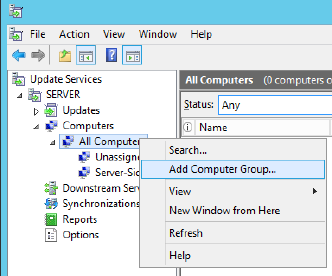 File Action View Window Help
Update Services
SERVER
Updates
Computers
All Computers
Unassigne
Server-Sid
Downstream Serv
Synchronizations
Reports
Options
All Computers (0 computers o
Status: Any
Name
Search...
Add Computer Group...
View
New Window from Here
Refresh
Help